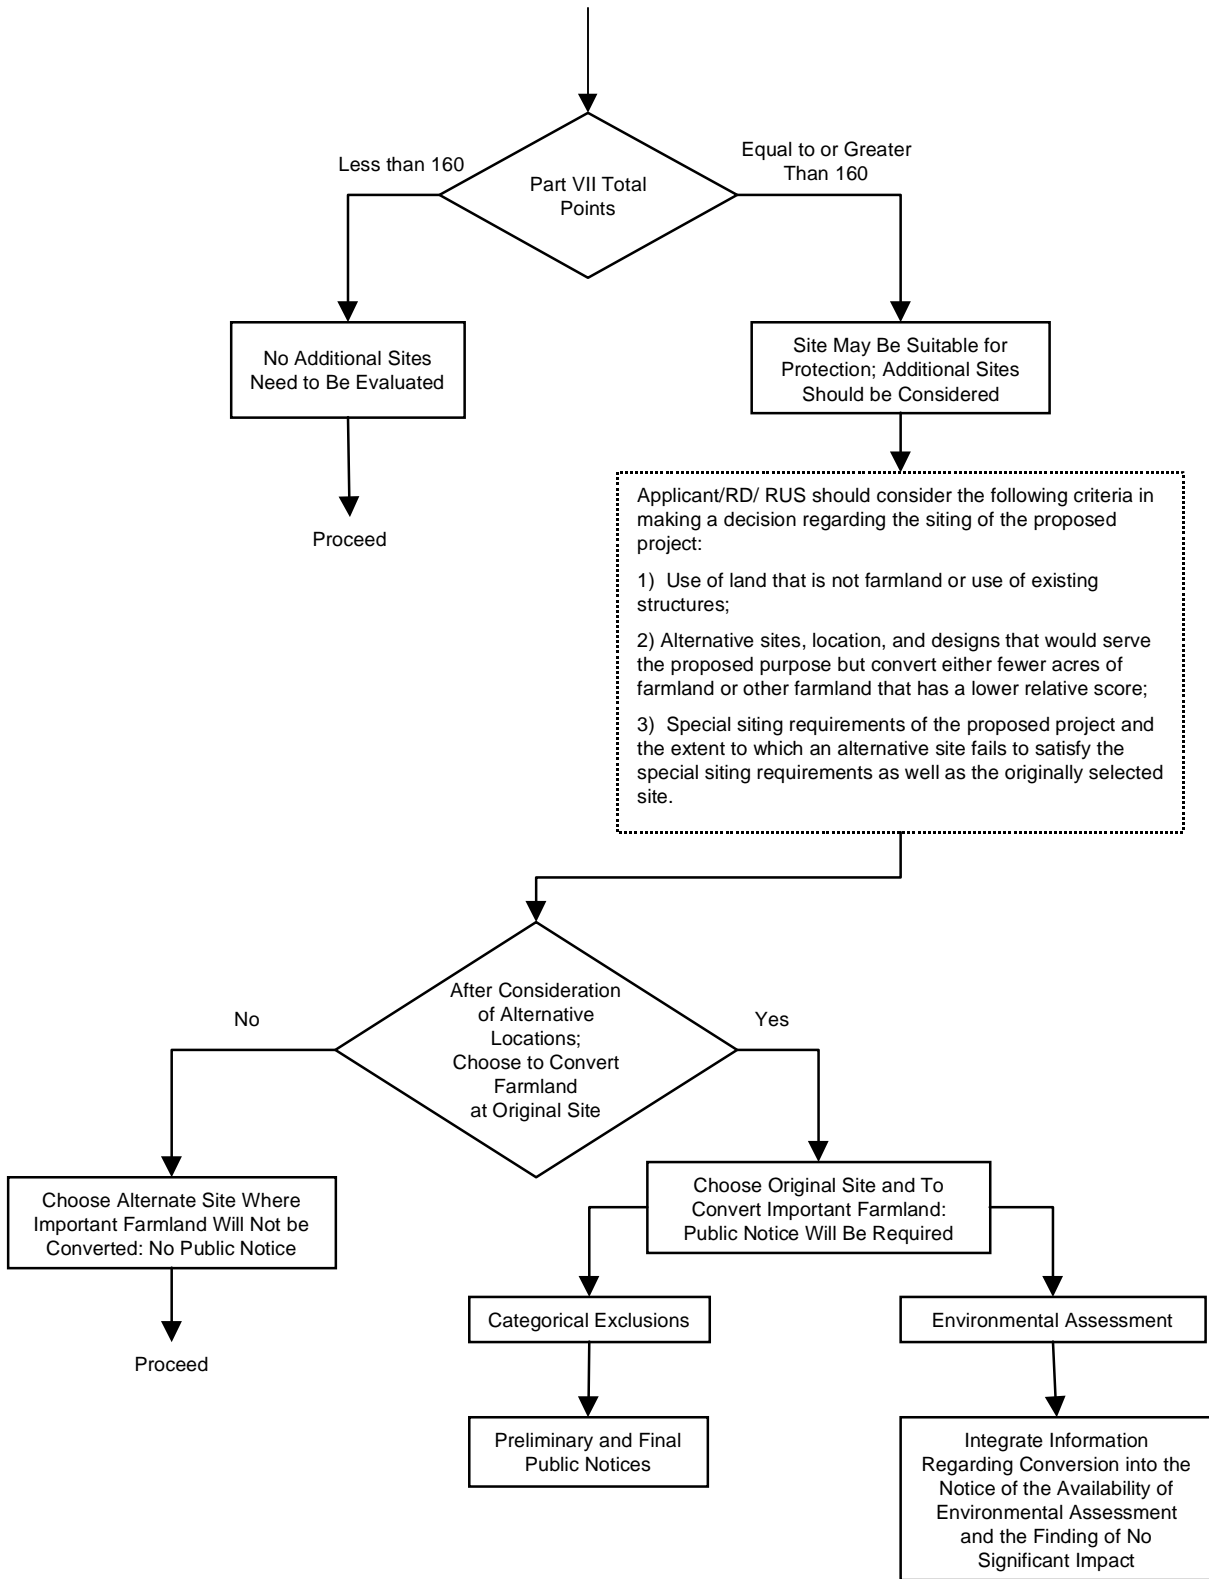 Less than 160
Equal to or Greater
Than 160
Part VII Total
Points
No Additional Sites
Need to Be Evaluated
Site May Be Suitable for
Protection; Additional Sites
Should be Considered
Proceed
Applicant/RD/ RUS should consider the following criteria in
making a decision regarding the siting of the proposed
project:
1)  Use of land that is not farmland or use of existing
structures;
2) Alternative sites, location, and designs that would serve
the proposed purpose but convert either fewer acres of
farmland or other farmland that has a lower relative score;
3)  Special siting requirements of the proposed project and
the extent to which an alternative site fails to satisfy the
special siting requirements as well as the originally selected
site.
After Consideration
of Alternative
Locations;
Choose to Convert
Farmland
at Original Site
No
Yes
Choose Alternate Site Where
Important Farmland Will Not be
Converted: No Public Notice
Choose Original Site and To
Convert Important Farmland:
Public Notice Will Be Required
Proceed
Categorical Exclusions
Environmental Assessment
Preliminary and Final
Public Notices
Integrate Information
Regarding Conversion into the
Notice of the Availability of
Environmental Assessment
and the Finding of No
Significant Impact